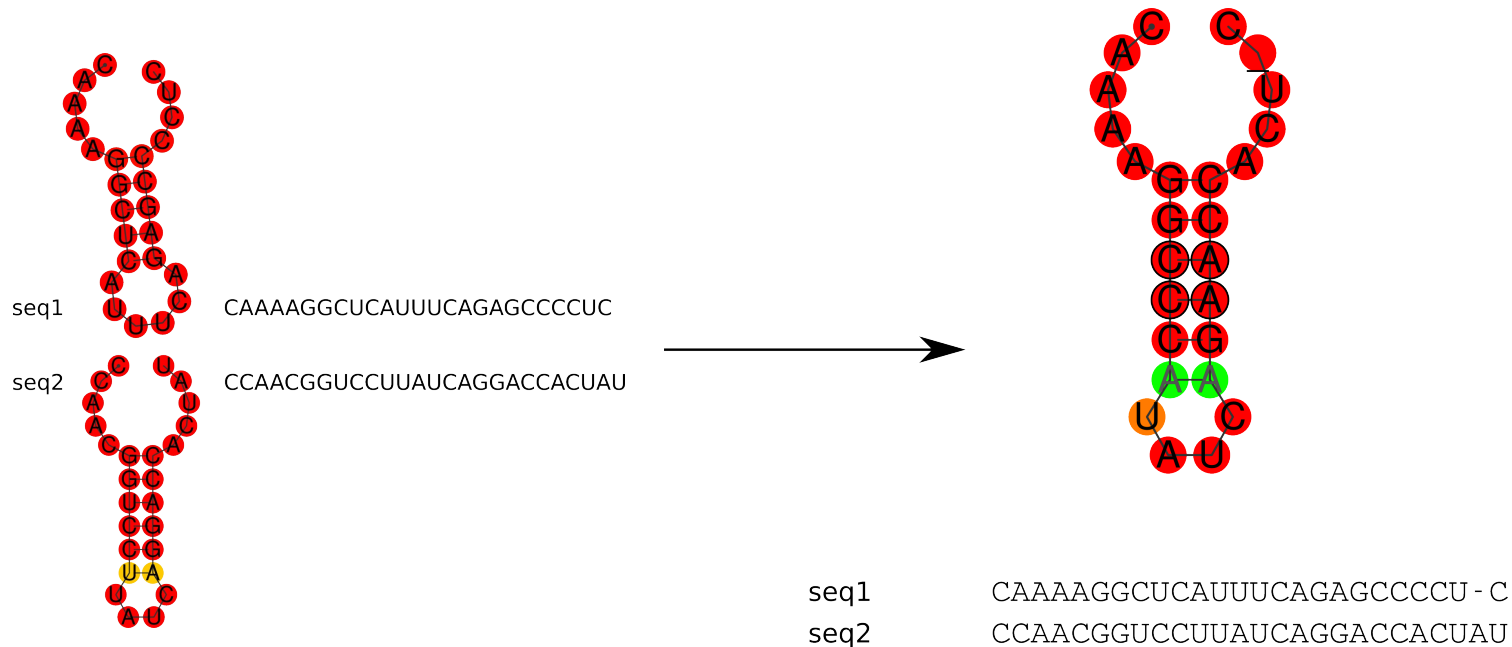 C A A A A G G C U C A U U U C A G A G C C C C U C
seq1 CAAAAGGCUCAUUUCAGAGCCCCUC
C C A A C G G U C C U U A U C A G G A C C A C U A U
seq2 CCAACGGUCCUUAUCAGGACCACUAU
C A A A A G G C C C A U A U C A G A A C C A C U _ C
seq1 CAAAAGGCUCAUUUCAGAGCCCCU-C
seq2 CCAACGGUCCUUAUCAGGACCACUAU